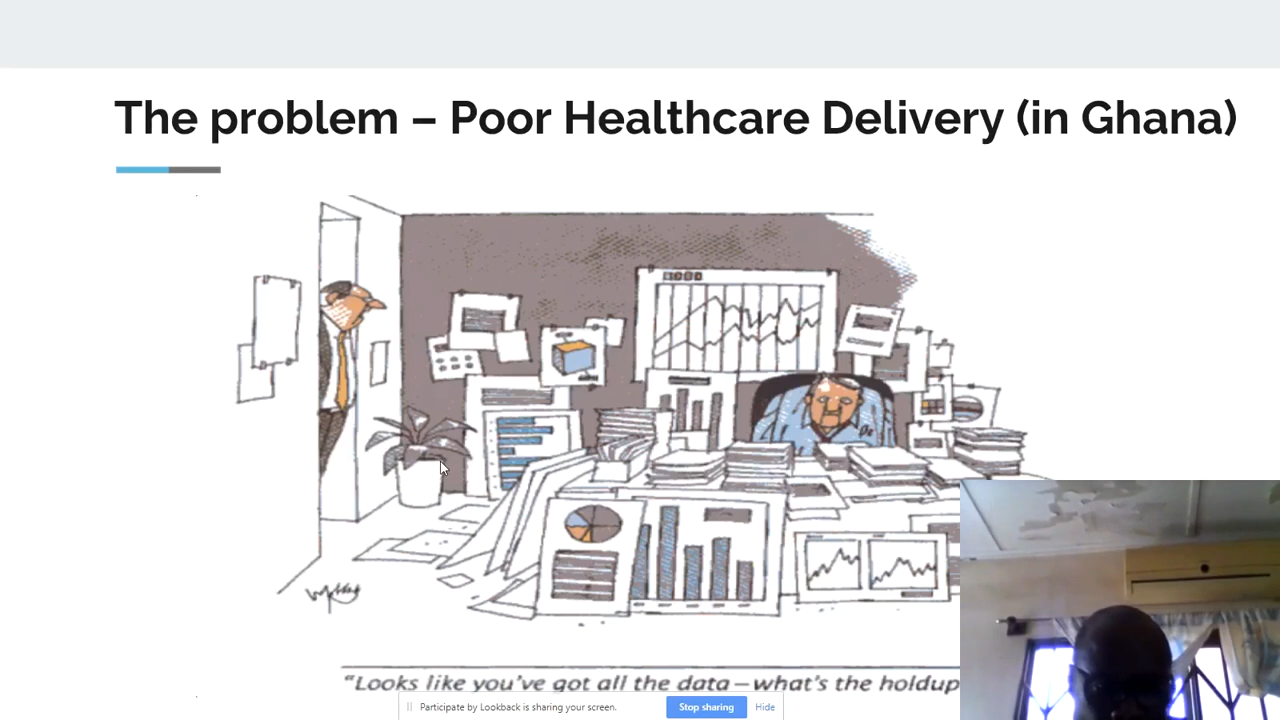 The problem – Poor Healthcare Delivery (in Ghana)
“Looks like you’ve got all the data—what’s the holdup
Participate by Lookback is sharing your screen.
Stop sharing
Hide